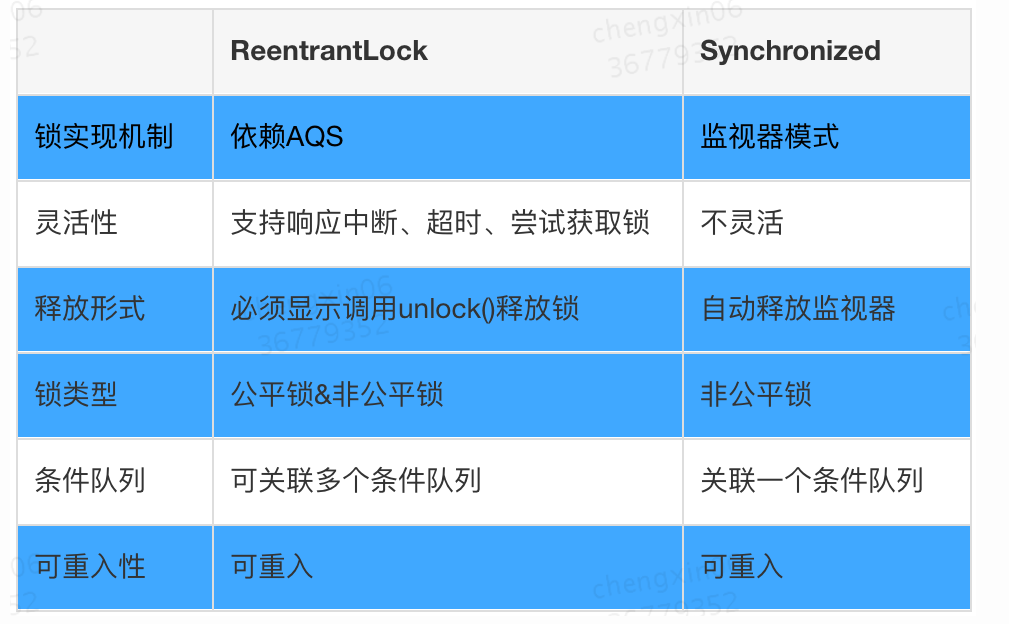 ReentrantLock Synchronized
锁实现机制 依赖AQS 监视器模式
灵活性 支持响应中断、超时、尝试获取锁 不灵活
释放形式 必须显示调用unlock()释放锁 自动释放监视器
锁类型 公平锁&非公平锁 非公平锁
条件队列 可关联多个条件队列 关联一个条件队列
可重入性 可重入 可重入
chengxin06
36779352
chengxin06
36779352